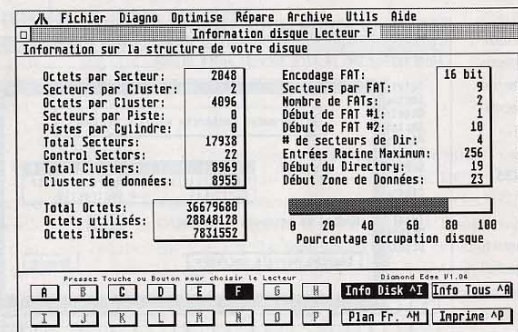 Fichier Diagno Optimise Répare Archive Utils Aide
Information disque Lecteur F
Information sur la structure de votre disque
Octets par Secteur: 2048
Secteurs par Cluster: 2
Octets par Cluster: 4096
Secteurs par Piste: 0
Pistes par Cylindre: 0
Total Secteurs: 17938
Control Sectors: 22
Total Clusters: 8969
Clusters de données: 8955
Total Octets: 36679680
Octets utilisés: 28848128
Octets libres: 7831552
Encodage FAT: 16 bit
Secteurs par FAT: 9
Nombre de FATs: 2
Début de FAT #1: 1
Début de FAT #2: 10
# de secteurs de Dir: 4
Entrées Racine Maximum: 256
Début du Directory: 19
Début Zone de Données: 23
0 20 40 60 80 100
Pourcentage occupation disque
Pressez Touche ou Bouton pour choisir le Lecteur
A B C D E F G H
I J K L M N O P
Diamond Edge V1.06
Info Disk ^I Info Tous ^A
Plan Fr. ^M Imprime ^P